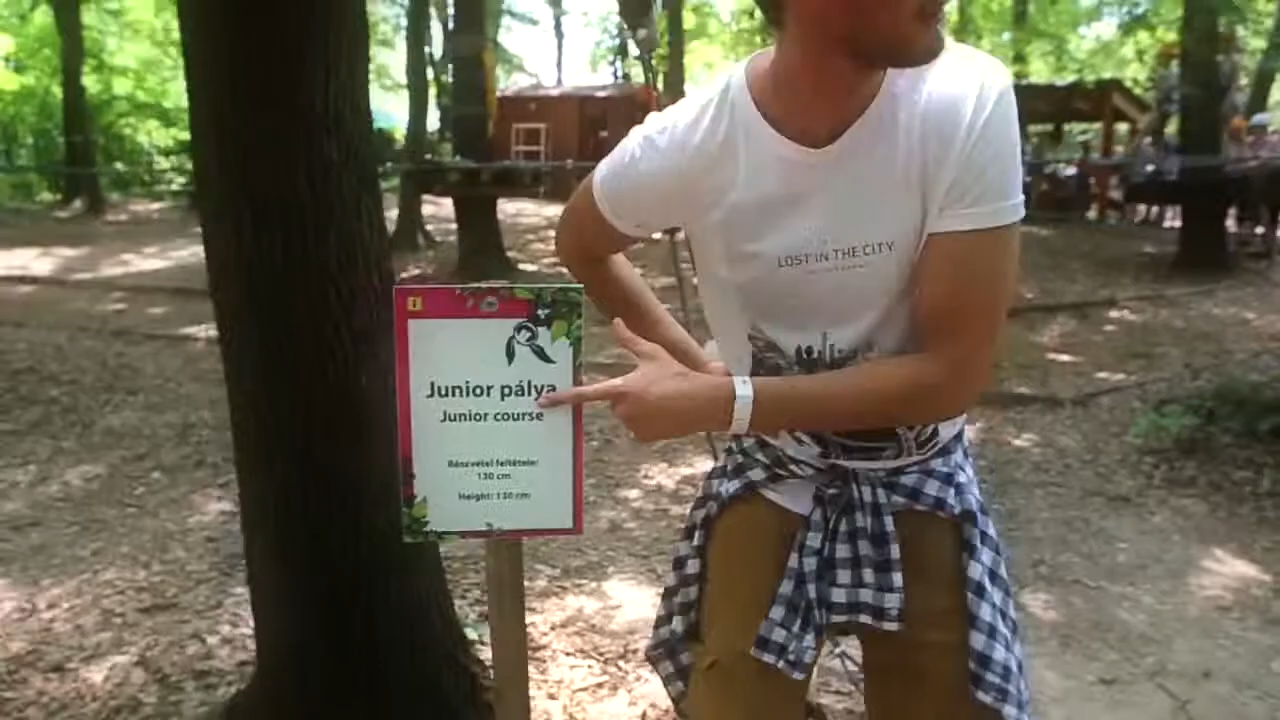 Junior pálya
Junior course
Részvétel feltétele:
130 cm
Height: 130 cm
LOST IN THE CITY